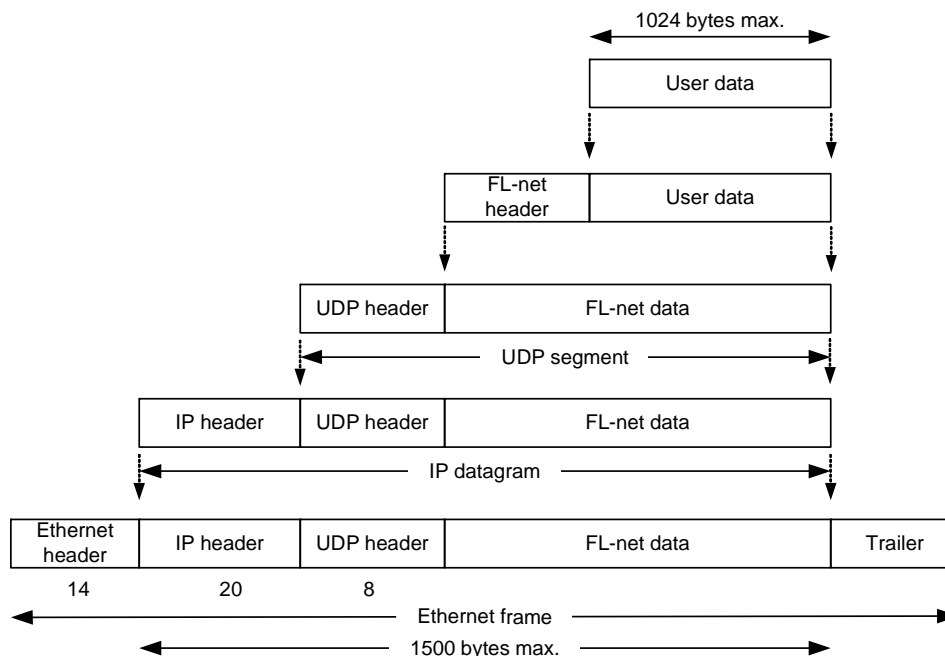 1024 bytes max.
User data
FL-net
header
User data
UDP header
FL-net data
UDP segment
IP header
UDP header
FL-net data
IP datagram
Ethernet
header
IP header
UDP header
FL-net data
Trailer
14
20
8
Ethernet frame
1500 bytes max.